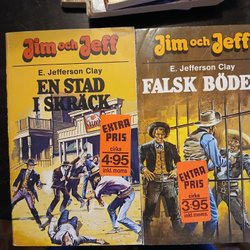 Jim och Jeff
E. Jefferson Clay
EN STAD
I SKRÄCK
EXTRA
PRIS
cirka
4:95
inkl. moms
Jim och Jeff
E. Jefferson Clay
FALSK BÖDE
EXTRA
PRIS
cirka
3:95
inkl. moms.